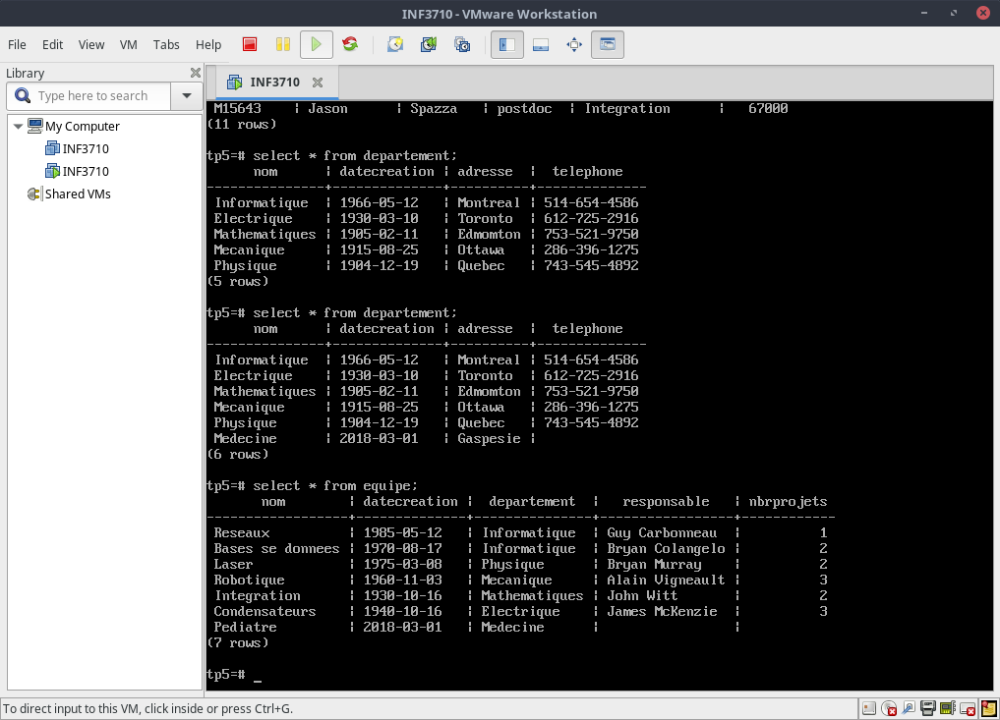 INF3710 - VMware Workstation
File Edit View VM Tabs Help
Library
INF3710
Type here to search
My Computer
INF3710
INF3710
Shared VMs
M15643 | Jason | Spazza | postdoc | Integration | 67000
(11 rows)
tp5=# select * from departement;
nom | datecreation | adresse | telephone
---------------+--------------+----------+--------------
Informatique | 1966-05-12 | Montreal | 514-654-4586
Electrique | 1930-03-10 | Toronto | 612-725-2916
Mathematiques | 1905-02-11 | Edmomton | 753-521-9750
Mecanique | 1915-08-25 | Ottawa | 286-396-1275
Physique | 1904-12-19 | Quebec | 743-545-4892
(5 rows)
tp5=# select * from departement;
nom | datecreation | adresse | telephone
---------------+--------------+----------+--------------
Informatique | 1966-05-12 | Montreal | 514-654-4586
Electrique | 1930-03-10 | Toronto | 612-725-2916
Mathematiques | 1905-02-11 | Edmomton | 753-521-9750
Mecanique | 1915-08-25 | Ottawa | 286-396-1275
Physique | 1904-12-19 | Quebec | 743-545-4892
Medecine | 2018-03-01 | Gaspesie |
(6 rows)
tp5=# select * from equipe;
nom | datecreation | departement | responsable | nbrprojets
------------------+--------------+---------------+-----------------+------------
Reseaux | 1985-05-12 | Informatique | Guy Carbonneau | 1
Bases se donnees | 1970-08-17 | Informatique | Bryan Colangelo | 2
Laser | 1975-03-08 | Physique | Bryan Murray | 2
Robotique | 1960-11-03 | Mecanique | Alain Vigneault | 3
Integration | 1930-10-16 | Mathematiques | John Witt | 2
Condensateurs | 1940-10-16 | Electrique | James McKenzie | 3
Pediatre | 2018-03-01 | Medecine | |
(7 rows)
tp5=# _
To direct input to this VM, click inside or press Ctrl+G.